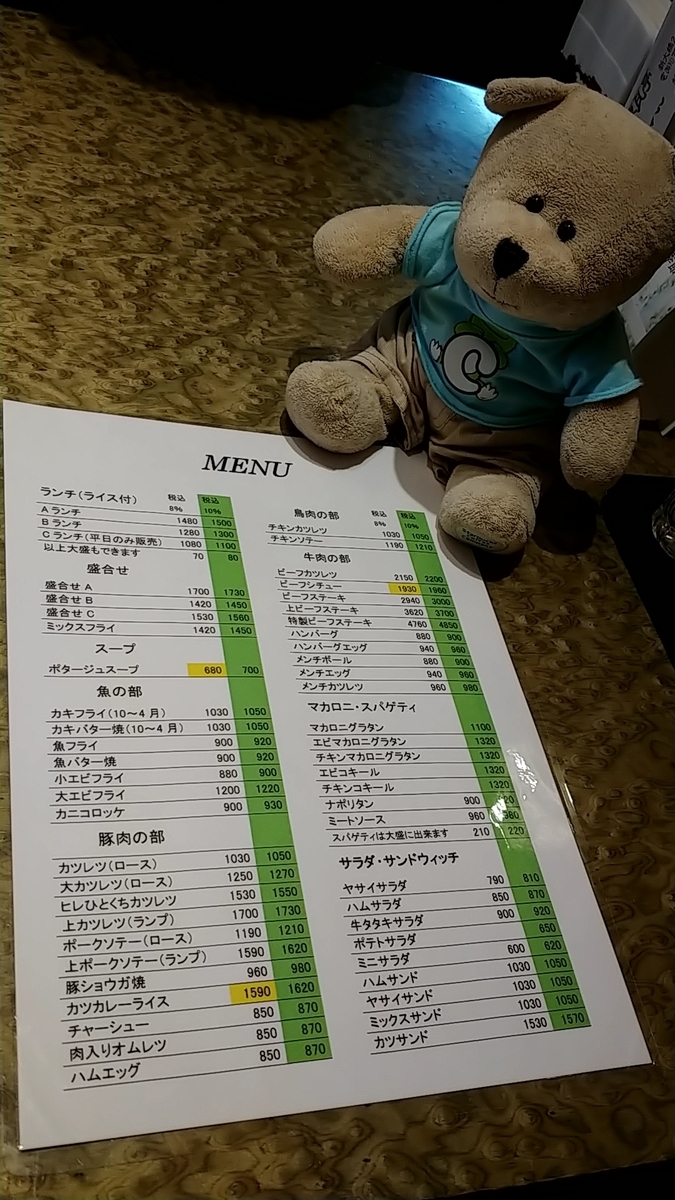 MENU
ランチ(ライス付) 税込 税込
8% 10%
Aランチ 1480 1500
Bランチ 1280 1300
Cランチ(平日のみ販売) 1080 1100
以上大盛もできます 70 80
盛合せ
盛合せA 1700 1730
盛合せB 1420 1450
盛合せC 1530 1560
ミックスフライ 1420 1450
スープ
ポタージュスープ 680 700
魚の部
カキフライ(10〜4月) 1030 1050
カキバター焼(10〜4月) 1030 1050
魚フライ 900 920
魚バター焼 900 920
小エビフライ 880 900
大エビフライ 1200 1220
カニコロッケ 900 930
豚肉の部
カツレツ(ロース) 1030 1050
大カツレツ(ロース) 1250 1270
ヒレひとくちカツレツ 1530 1550
上カツレツ(ランプ) 1700 1730
ポークソテー(ロース) 1190 1210
上ポークソテー(ランプ) 1590 1620
豚ショウガ焼 960 980
カツカレーライス 1590 1620
チャーシュー 850 870
肉入りオムレツ 850 870
ハムエッグ 850 870
鳥肉の部 税込 税込
8% 10%
チキンカツレツ 1030 1050
チキンソテー 1190 1210
牛肉の部
ビーフカツレツ 2150 2200
ビーフシチュー 1930 1960
ビーフステーキ 2940 3000
上ビーフステーキ 3620 3700
特製ビーフステーキ 4760 4850
ハンバーグ 880 900
ハンバーグエッグ 940 960
メンチボール 880 900
メンチエッグ 940 960
メンチカツレツ 960 980
マカロニ・スパゲティ
マカロニグラタン 1100
エビマカロニグラタン 1320
チキンマカロニグラタン 1320
エビコキール 1320
チキンコキール 1320
ナポリタン 900
ミートソース 960 980
スパゲティは大盛に出来ます 210 220
サラダ・サンドウィッチ
ヤサイサラダ 790 810
ハムサラダ 850 870
牛タタキサラダ 900 920
ポテトサラダ 650
ミニサラダ 600 620
ハムサンド 1030 1050
ヤサイサンド 1030 1050
ミックスサンド 1030 1050
カツサンド 1530 1570